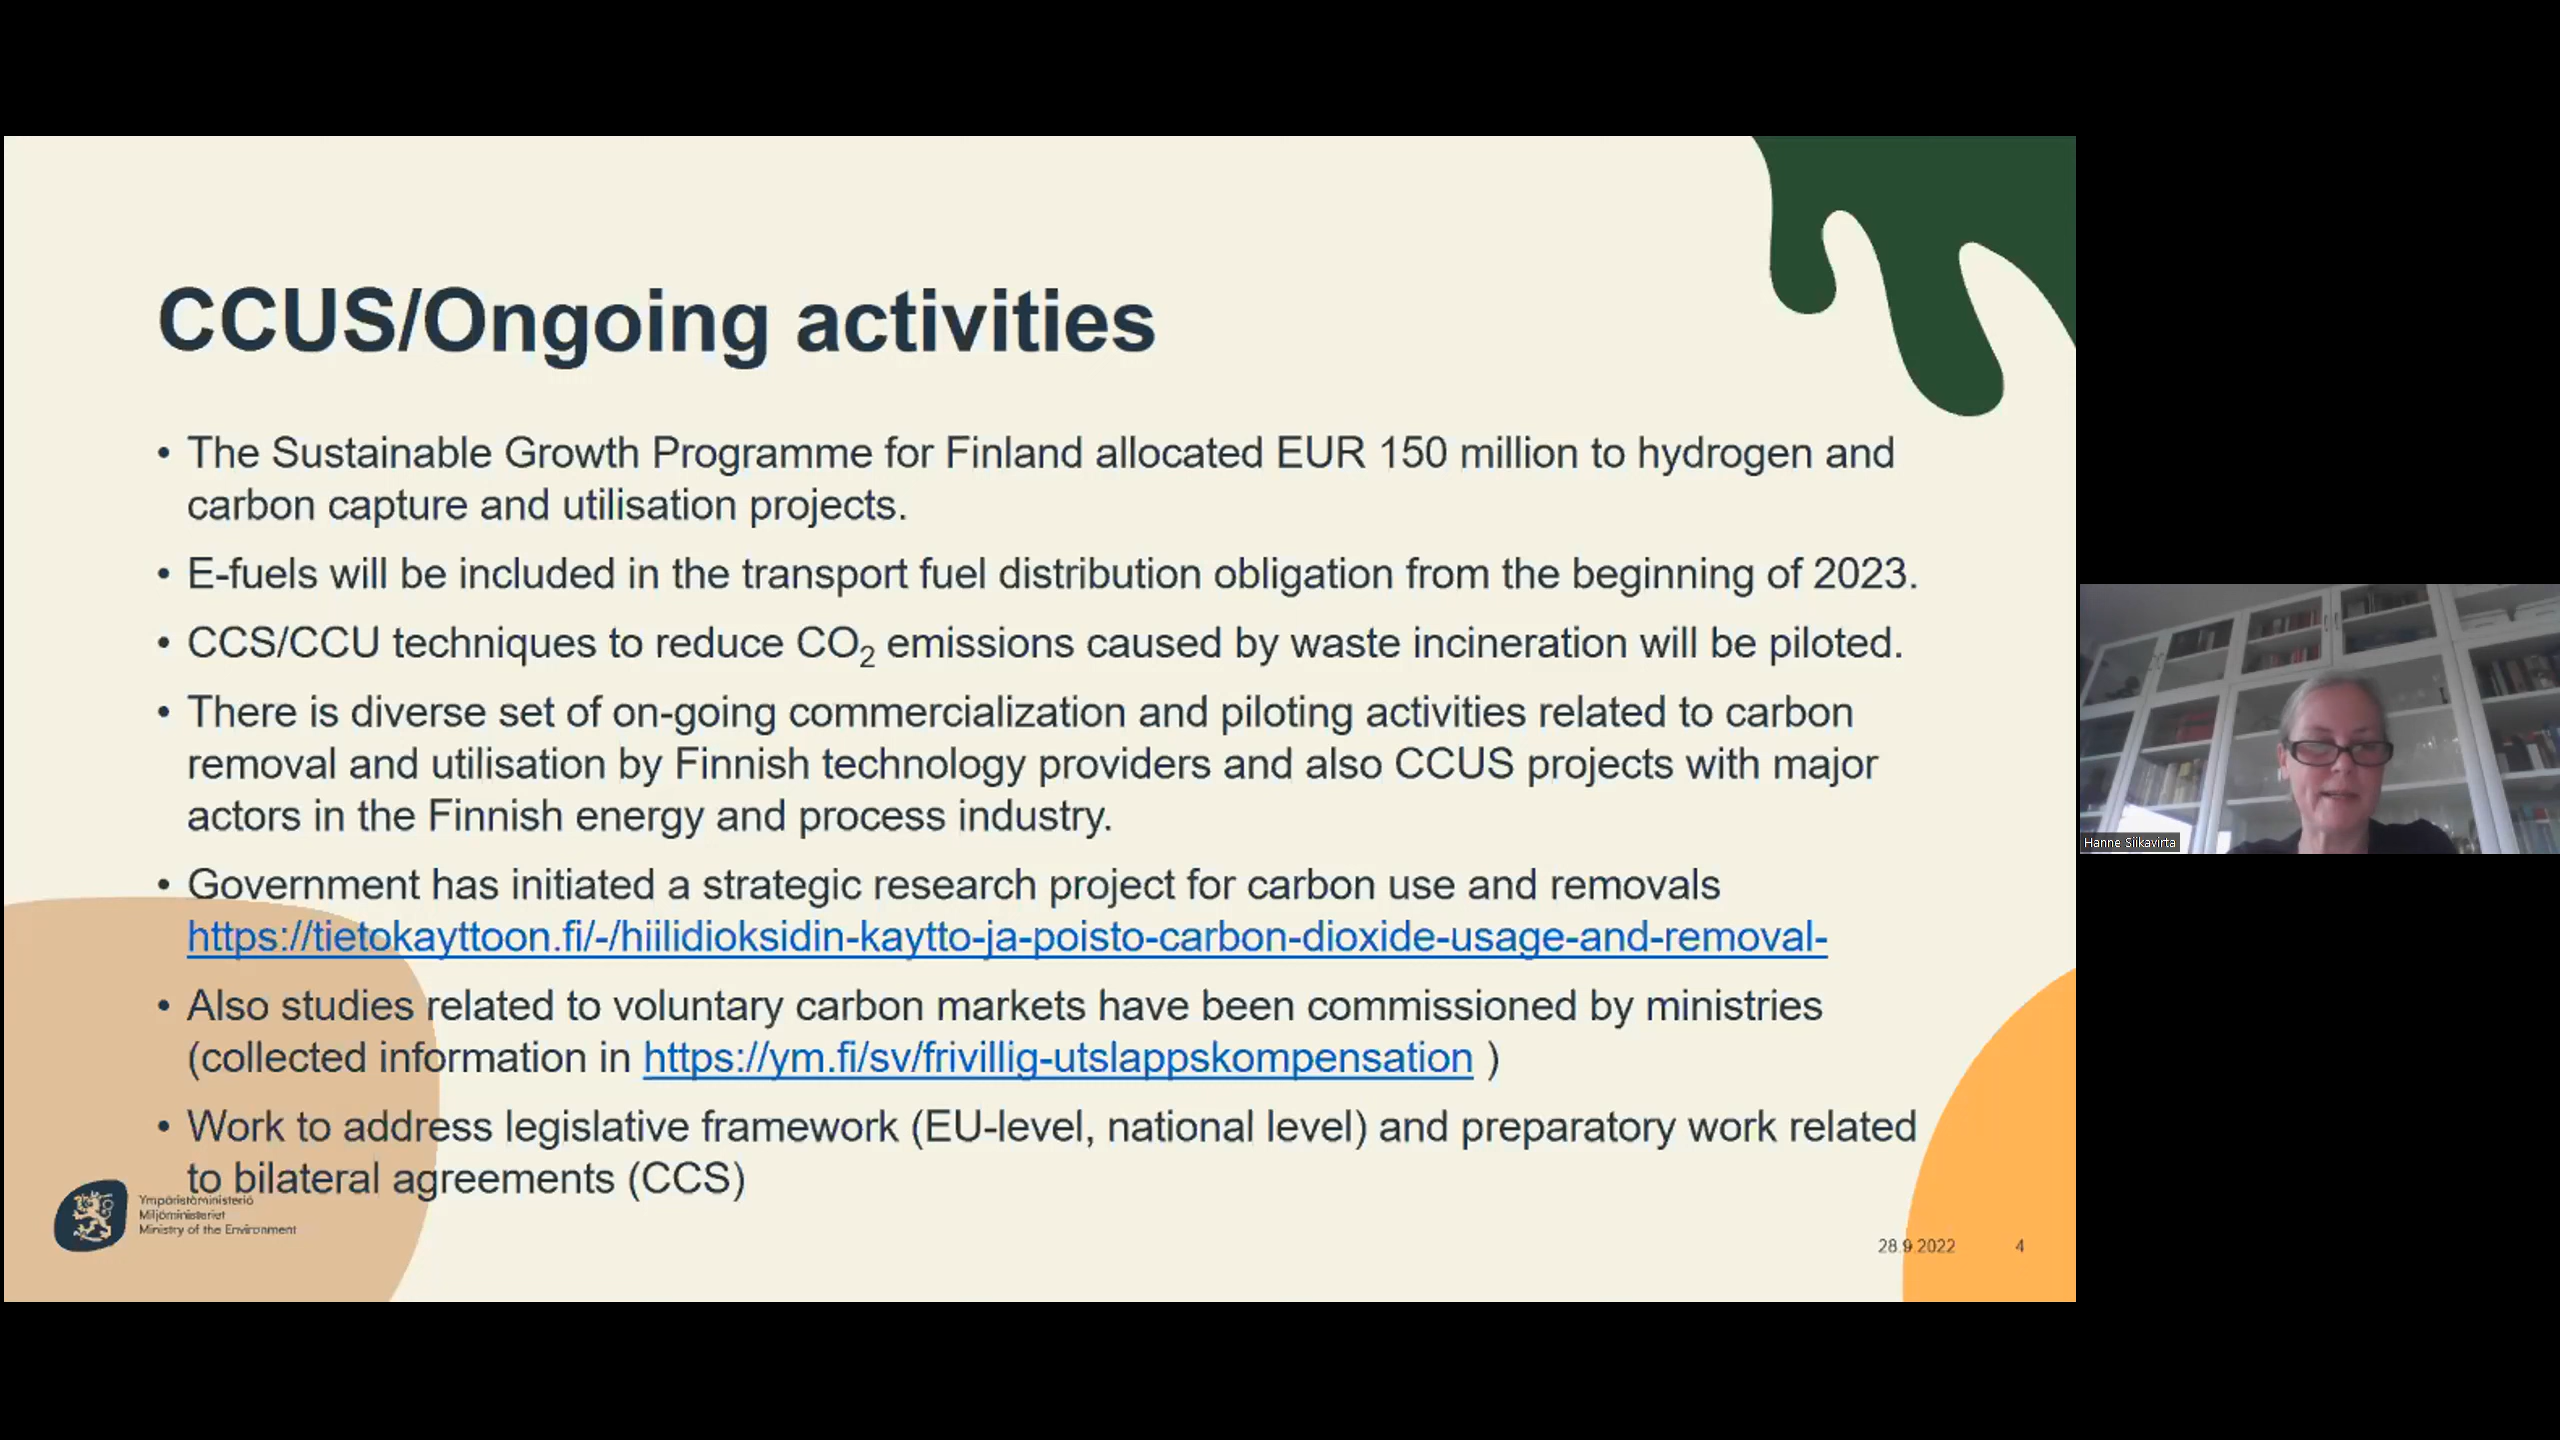 CCUS/Ongoing activities
• The Sustainable Growth Programme for Finland allocated EUR 150 million to hydrogen and
carbon capture and utilisation projects.
• E-fuels will be included in the transport fuel distribution obligation from the beginning of 2023.
• CCS/CCU techniques to reduce CO₂ emissions caused by waste incineration will be piloted.
• There is diverse set of on-going commercialization and piloting activities related to carbon
removal and utilisation by Finnish technology providers and also CCUS projects with major
actors in the Finnish energy and process industry.
• Government has initiated a strategic research project for carbon use and removals
https://tietokayttoon.fi/-/hiilidioksidin-kaytto-ja-poisto-carbon-dioxide-usage-and-removal-
• Also studies related to voluntary carbon markets have been commissioned by ministries
(collected information in https://ym.fi/sv/frivillig-utslappskompensation )
• Work to address legislative framework (EU-level, national level) and preparatory work related
to bilateral agreements (CCS)
Ympäristöministeriö
Miljöministeriet
Ministry of the Environment
28.9.2022 4
Hanne Siikavirta